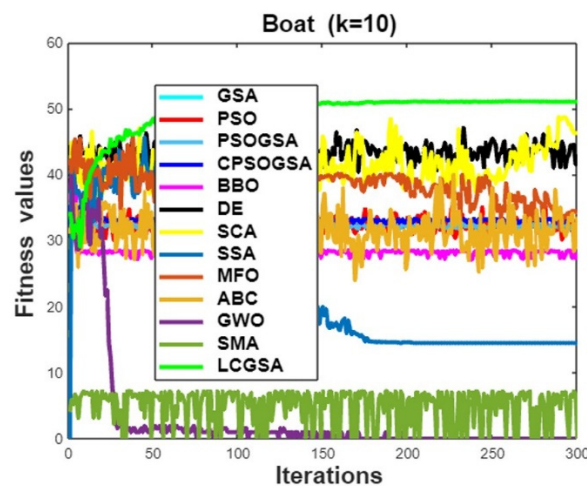 Boat (k=10)
60
50
40
30
20
10
0
Fitness values
GSA
PSO
PSOGSA
CPSOGSA
BBO
DE
SCA
SSA
MFO
ABC
GWO
SMA
LCGSA
0 50 100 150 200 250 300
Iterations